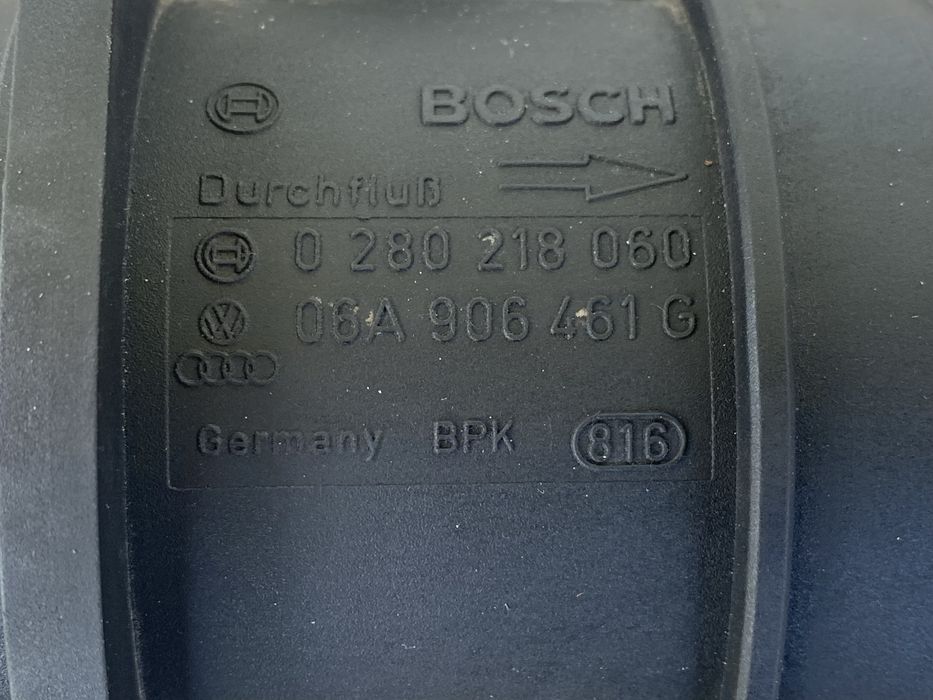 BOSCH
Durchfluß
0 280 218 060
06A 906 461 G
Germany BPK 816